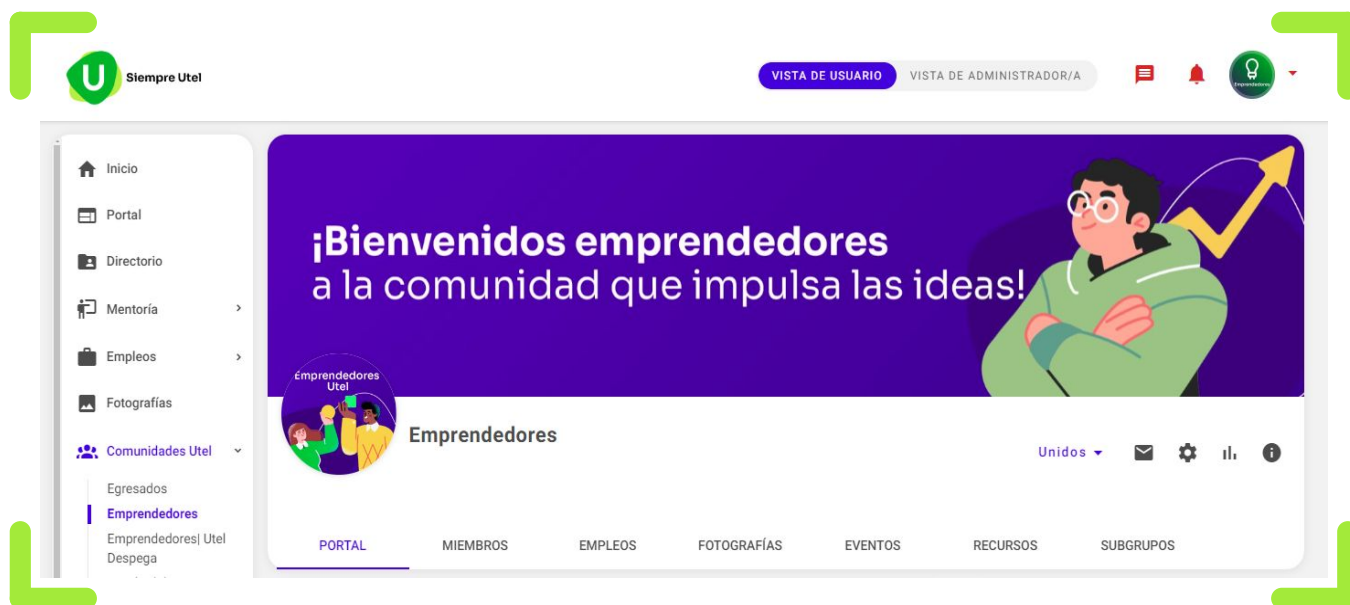 U
Siempre Utel
VISTA DE USUARIO
VISTA DE ADMINISTRADOR/A
Emprendedores
Inicio
Portal
Directorio
Mentoría
Empleos
Fotografías
Comunidades Utel
Egresados
Emprendedores
Emprendedores| Utel
Despega
¡Bienvenidos emprendedores
a la comunidad que impulsa las ideas!
Emprendedores
Utel
Emprendedores
Unidos
PORTAL
MIEMBROS
EMPLEOS
FOTOGRAFÍAS
EVENTOS
RECURSOS
SUBGRUPOS